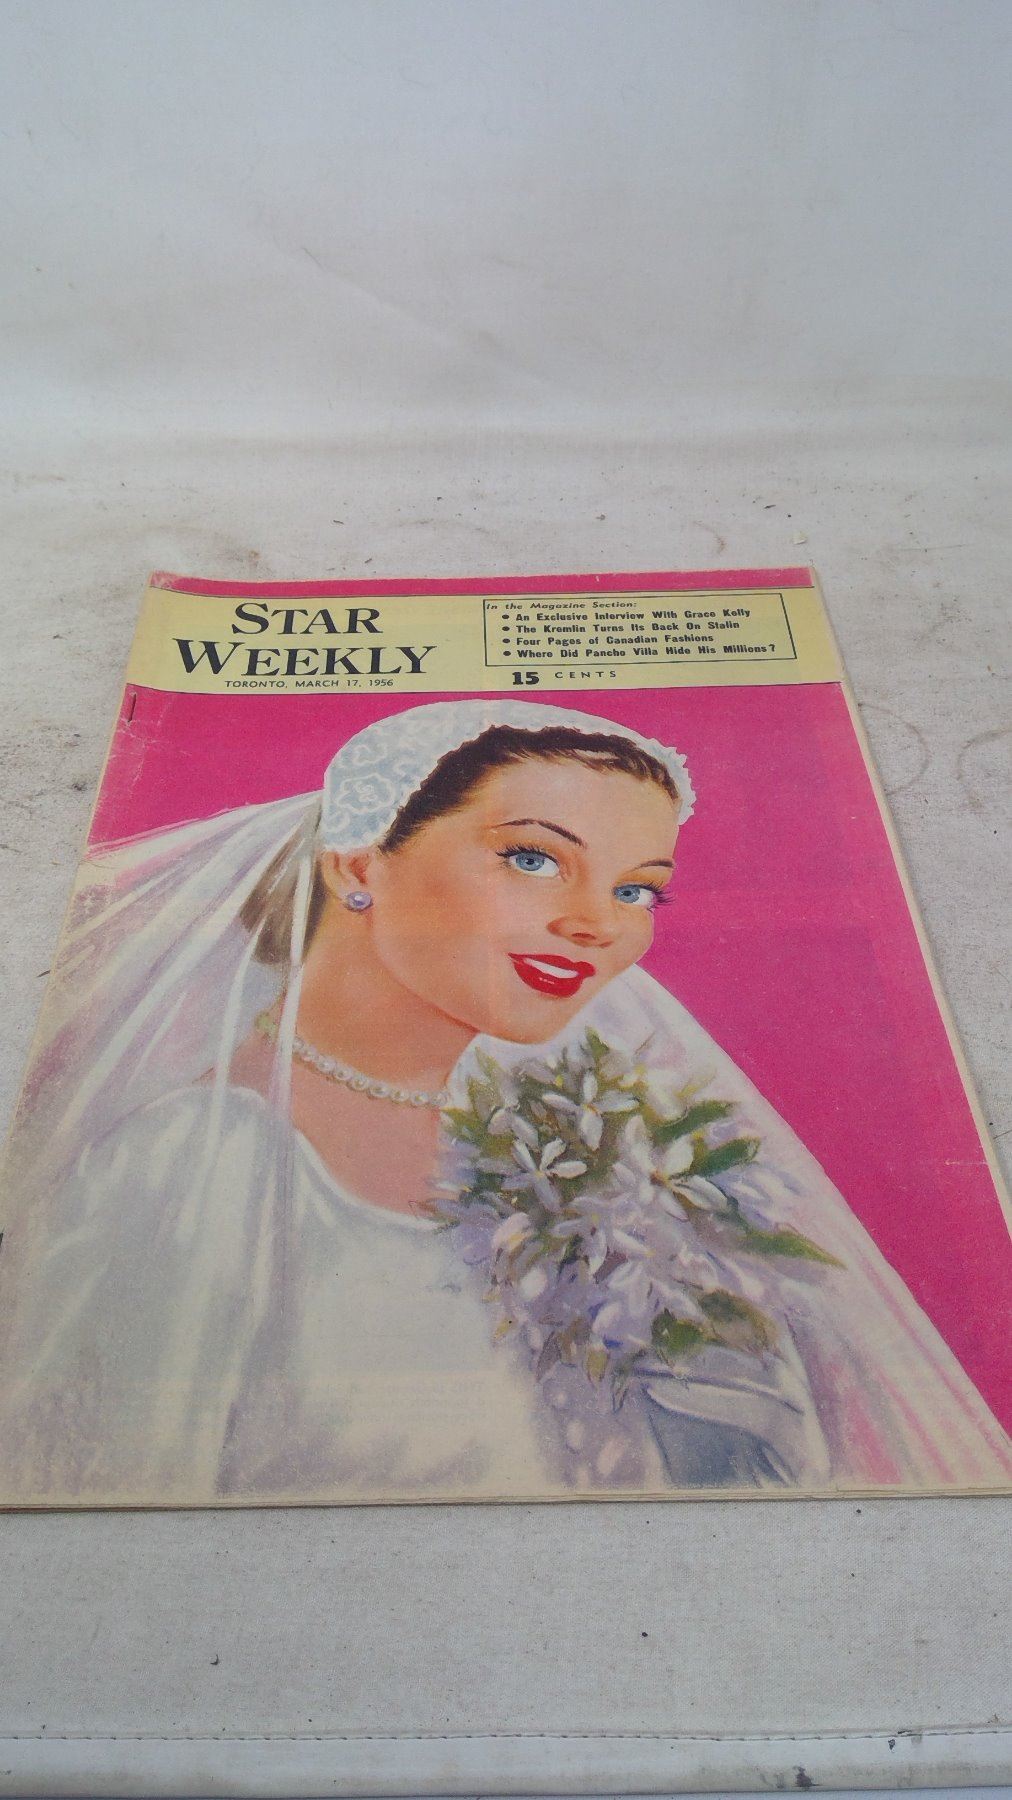 STAR
WEEKLY
TORONTO, MARCH 17, 1956
In the Magazine Section:
• An Exclusive Interview With Grace Kelly
• The Kremlin Turns Its Back On Stalin
• Four Pages of Canadian Fashions
• Where Did Pancho Villa Hide His Millions?
15 CENTS